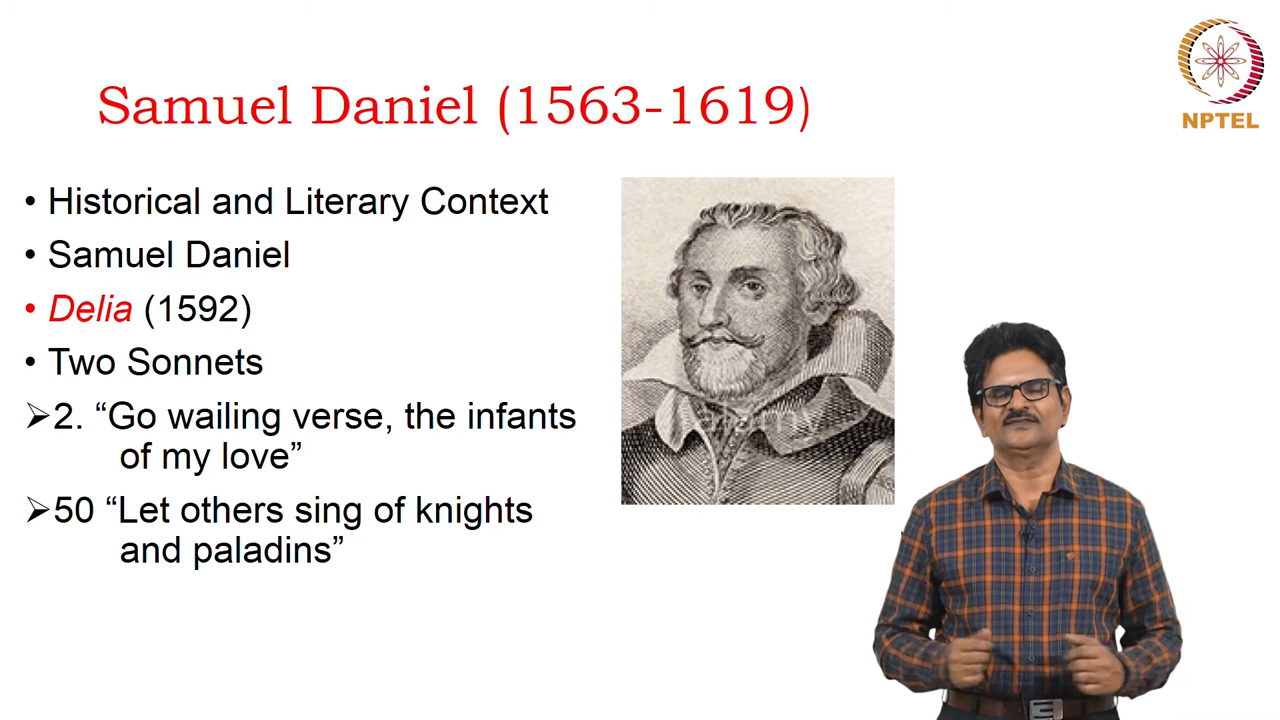 Samuel Daniel (1563-1619)
NPTEL
• Historical and Literary Context
• Samuel Daniel
• Delia (1592)
• Two Sonnets
➢2. “Go wailing verse, the infants
of my love”
➢50 “Let others sing of knights
and paladins”
alamy